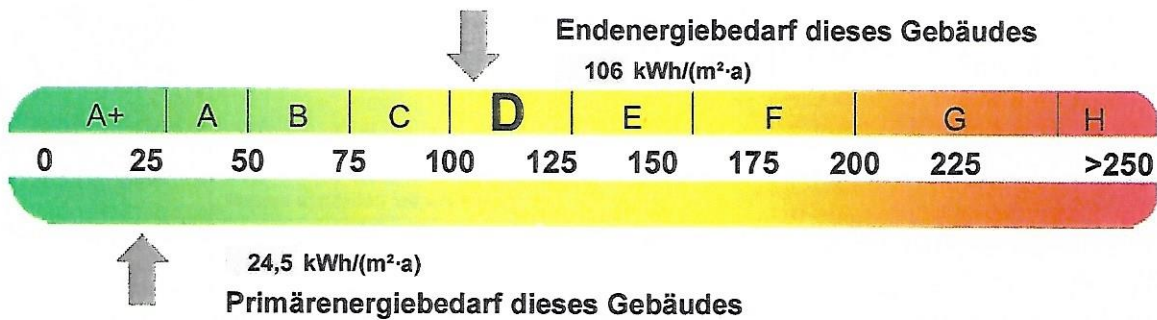 Endenergiebedarf dieses Gebäudes
106 kWh/(m²·a)
A+ A B C D E F G H
0 25 50 75 100 125 150 175 200 225 >250
24,5 kWh/(m²·a)
Primärenergiebedarf dieses Gebäudes